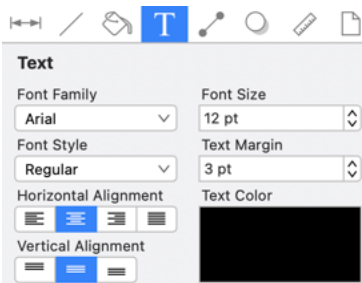 T
Text
Font Family Font Size
Arial 12 pt
Font Style Text Margin
Regular 3 pt
Horizontal Alignment Text Color
Vertical Alignment